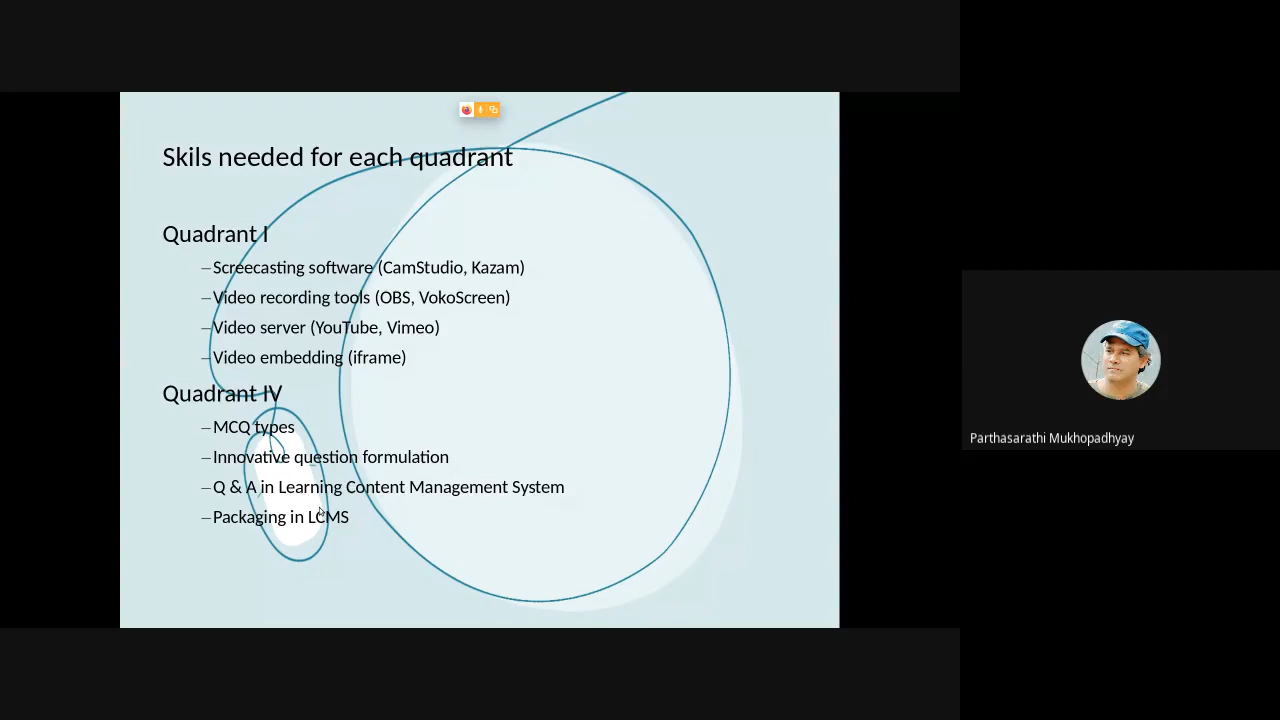 Skils needed for each quadrant
Quadrant I
–Screecasting software (CamStudio, Kazam)
–Video recording tools (OBS, VokoScreen)
–Video server (YouTube, Vimeo)
–Video embedding (iframe)
Quadrant IV
–MCQ types
–Innovative question formulation
–Q & A in Learning Content Management System
–Packaging in LCMS
Parthasarathi Mukhopadhyay